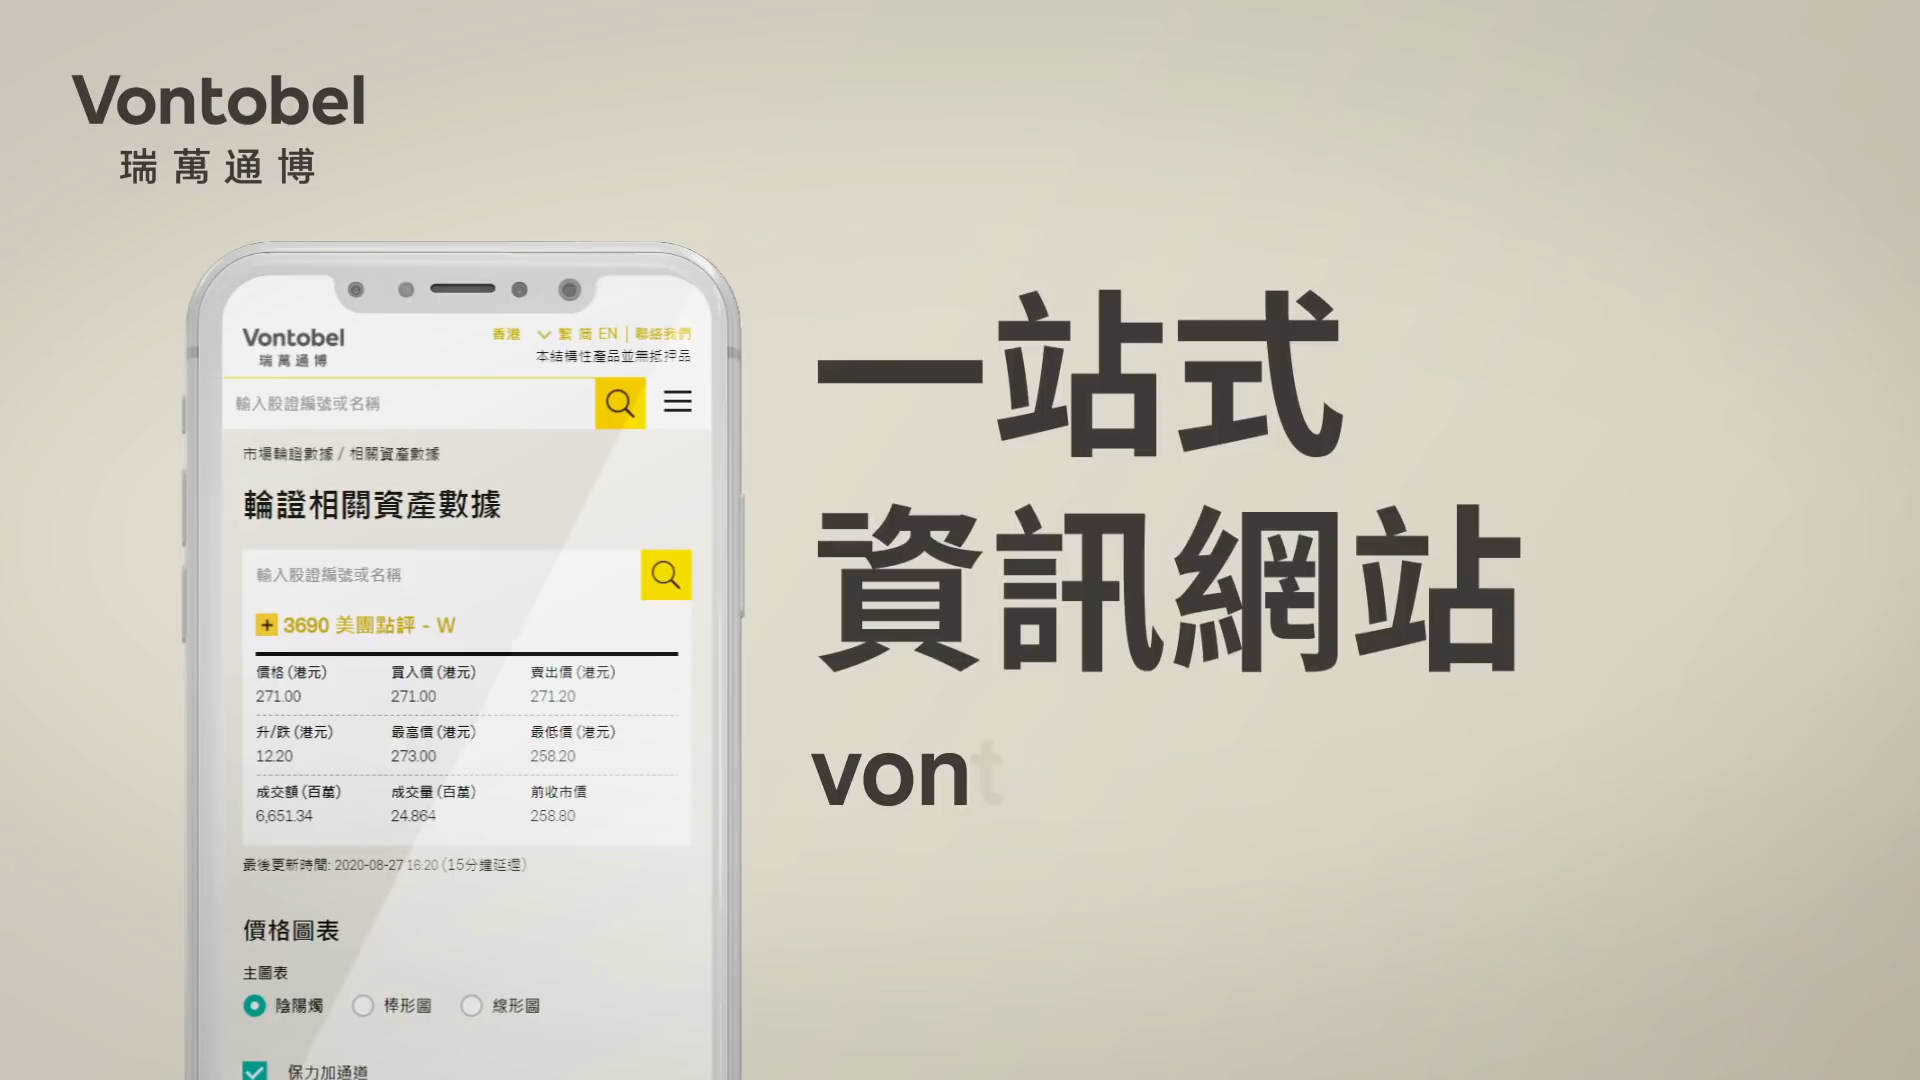 Vontobel
瑞萬通博
Vontobel
瑞萬通博
香港 繁 简 EN | 聯絡我們
本結構性產品並無抵押品
輸入股證編號或名稱
市場輪證數據 / 相關資產數據
輪證相關資產數據
輸入股證編號或名稱
+ 3690 美團點評 - W
價格 (港元) 買入價 (港元) 賣出價 (港元)
271.00 271.00 271.20
升/跌 (港元) 最高價 (港元) 最低價 (港元)
12.20 273.00 258.20
成交額 (百萬) 成交量 (百萬) 前收市價
6,651.34 24.864 258.80
最後更新時間: 2020-08-27 16:20 (15分鐘延遲)
價格圖表
主圖表
陰陽燭 棒形圖 線形圖
保力加通道
一站式
資訊網站
vont